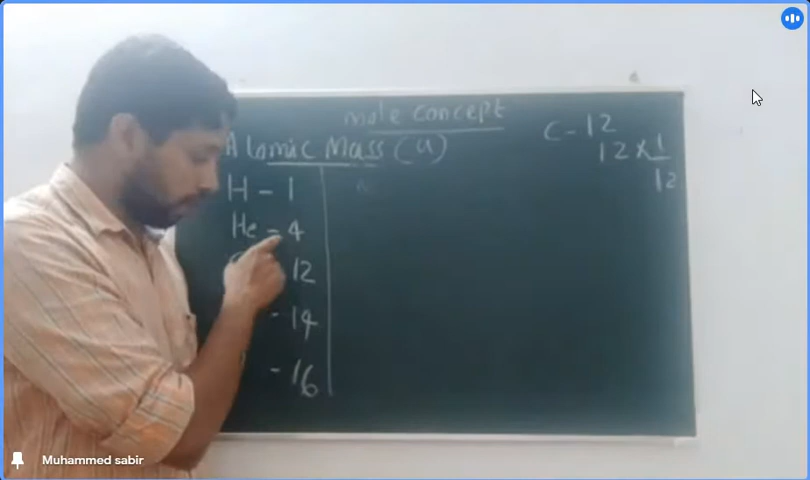 mole concept
Atomic Mass (u)
H - 1
He - 4
12
- 14
- 16
C - 12
12 x 1
12
Muhammed sabir